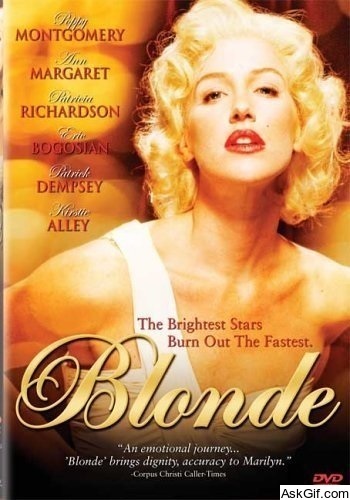 Poppy
MONTGOMERY
Ann
MARGARET
Patricia
RICHARDSON
Eric
BOGOSIAN
Patrick
DEMPSEY
Kirstie
ALLEY
The Brightest Stars
Burn Out The Fastest.
Blonde
"An emotional journey...
'Blonde' brings dignity, accuracy to Marilyn."
-Corpus Christi Caller-Times
DVD
AskGif.com